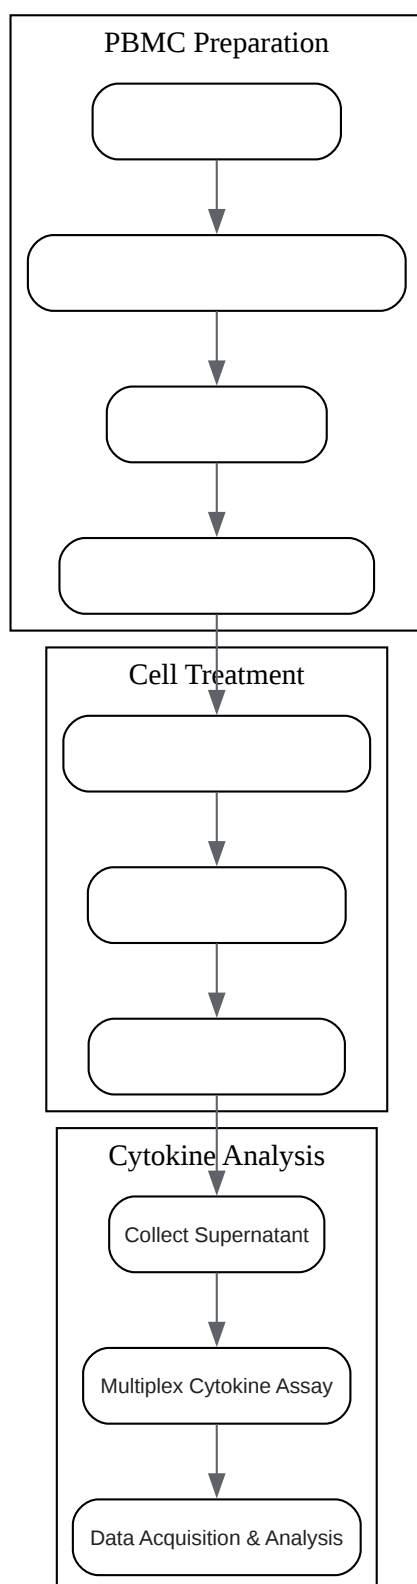 PBMC Preparation
Cell Treatment
Cytokine Analysis
Collect Supernatant
Multiplex Cytokine Assay
Data Acquisition & Analysis